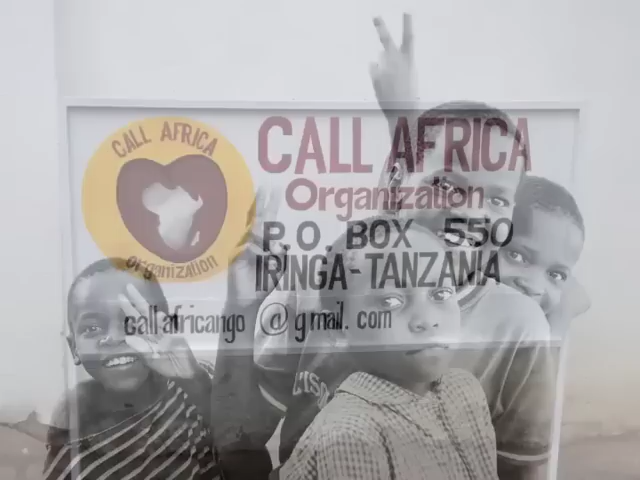 CALL AFRICA
organization
CALL AFRICA
Organization
P.O. BOX 550
IRINGA-TANZANIA
callafricango @ gmail. com